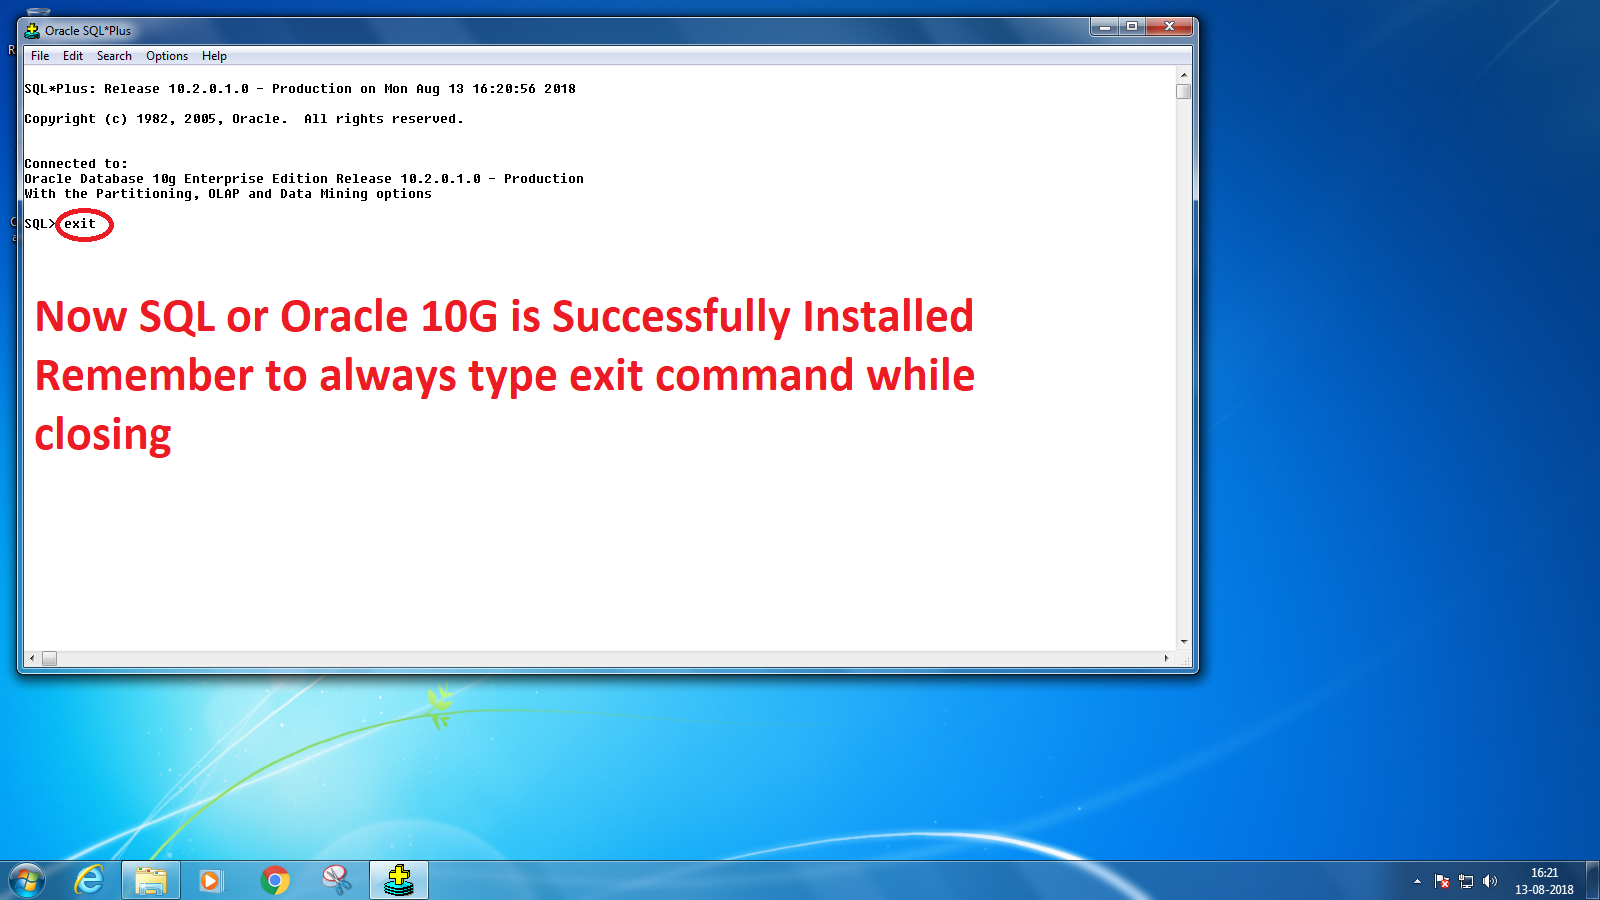 Oracle SQL*Plus
File Edit Search Options Help
SQL*Plus: Release 10.2.0.1.0 - Production on Mon Aug 13 16:20:56 2018
Copyright (c) 1982, 2005, Oracle.  All rights reserved.
Connected to:
Oracle Database 10g Enterprise Edition Release 10.2.0.1.0 - Production
With the Partitioning, OLAP and Data Mining options
SQL> exit
Now SQL or Oracle 10G is Successfully Installed
Remember to always type exit command while
closing
16:21
13-08-2018